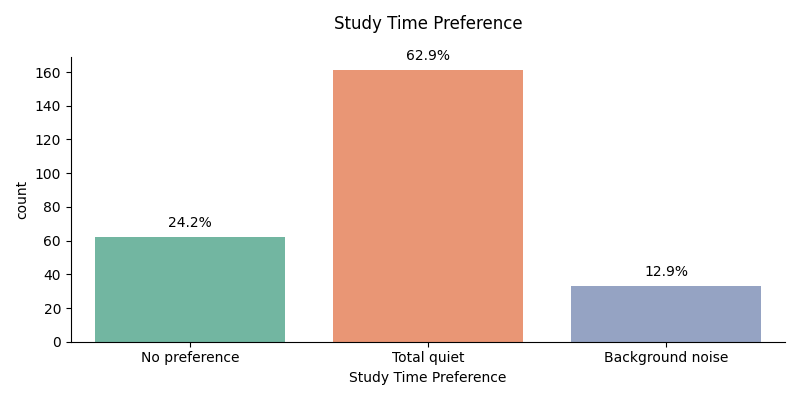 Study Time Preference
62.9%
24.2%
12.9%
count
160
140
120
100
80
60
40
20
0
No preference
Total quiet
Background noise
Study Time Preference